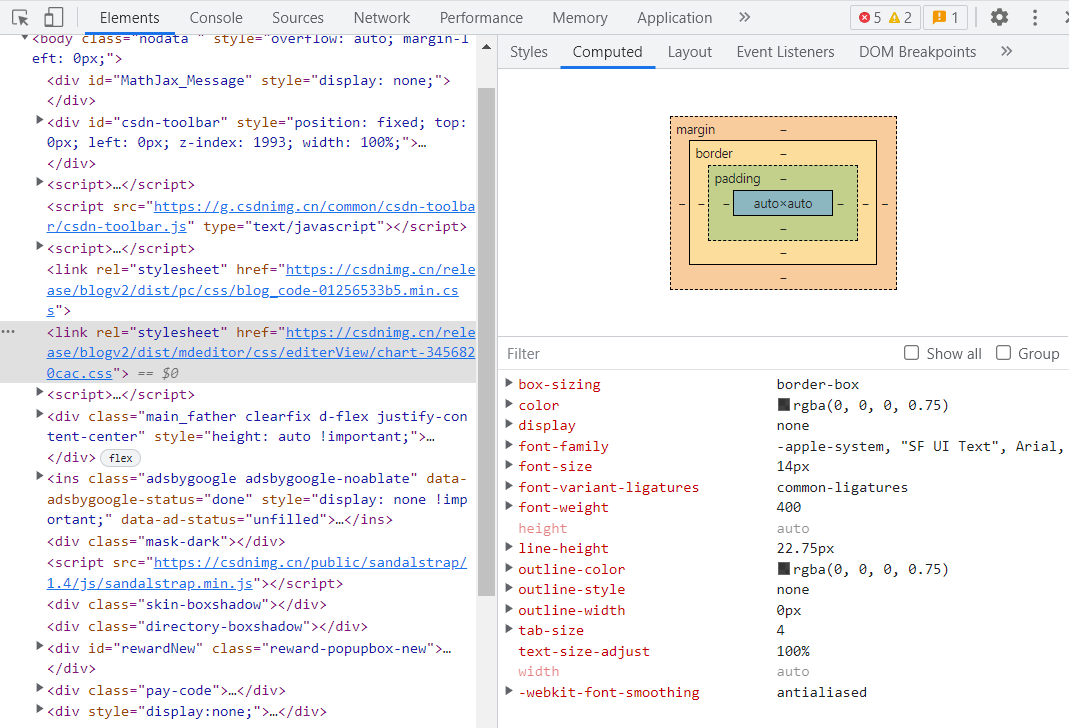 Elements Console Sources Network Performance Memory Application » 5 2 1
<body class="nodata " style="overflow: auto; margin-l
eft: 0px;">
<div id="MathJax_Message" style="display: none;">
</div>
<div id="csdn-toolbar" style="position: fixed; top:
0px; left: 0px; z-index: 1993; width: 100%;">…
</div>
<script>…</script>
<script src="https://g.csdnimg.cn/common/csdn-toolba
r/csdn-toolbar.js" type="text/javascript"></script>
<script>…</script>
<link rel="stylesheet" href="https://csdnimg.cn/rele
ase/blogv2/dist/pc/css/blog_code-01256533b5.min.cs
s">
<link rel="stylesheet" href="https://csdnimg.cn/rele
ase/blogv2/dist/mdeditor/css/editerView/chart-345682
0cac.css"> == $0
<script>…</script>
<div class="main_father clearfix d-flex justify-con
tent-center" style="height: auto !important;">…
</div> flex
<ins class="adsbygoogle adsbygoogle-noablate" data-
adsbygoogle-status="done" style="display: none !imp
ortant;" data-ad-status="unfilled">…</ins>
<div class="mask-dark"></div>
<script src="https://csdnimg.cn/public/sandalstrap/
1.4/js/sandalstrap.min.js"></script>
<div class="skin-boxshadow"></div>
<div class="directory-boxshadow"></div>
<div id="rewardNew" class="reward-popupbox-new">…
</div>
<div class="pay-code">…</div>
<div style="display:none;">…</div>
Styles Computed Layout Event Listeners DOM Breakpoints »
margin –
border –
padding –
– – – auto×auto – – –
–
–
–
Filter Show all Group
box-sizing border-box
color rgba(0, 0, 0, 0.75)
display none
font-family -apple-system, "SF UI Text", Arial,
font-size 14px
font-variant-ligatures common-ligatures
font-weight 400
height auto
line-height 22.75px
outline-color rgba(0, 0, 0, 0.75)
outline-style none
outline-width 0px
tab-size 4
text-size-adjust 100%
width auto
-webkit-font-smoothing antialiased